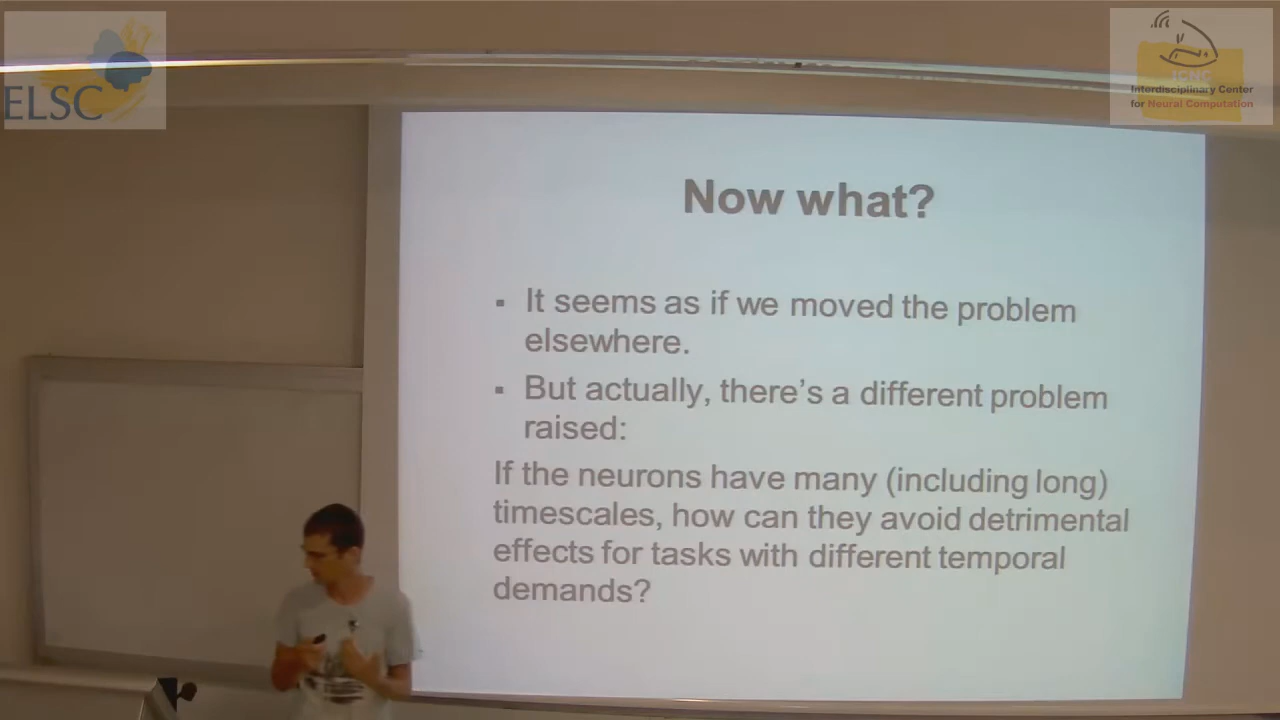 ELSC
ICNC
Interdisciplinary Center
for Neural Computation
Now what?
▪ It seems as if we moved the problem
elsewhere.
▪ But actually, there's a different problem
raised:
If the neurons have many (including long)
timescales, how can they avoid detrimental
effects for tasks with different temporal
demands?